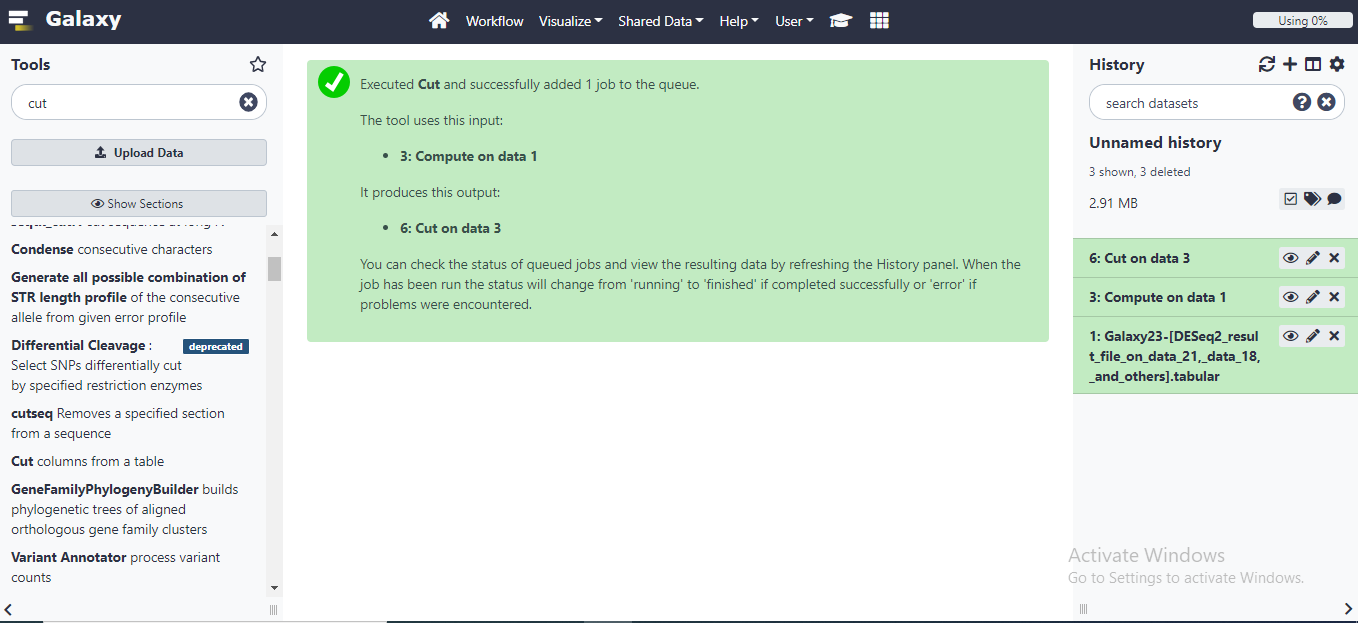 Galaxy
Workflow
Visualize
Shared Data
Help
User
Using 0%
Tools
cut
Upload Data
Show Sections
Condense consecutive characters
Generate all possible combination of
STR length profile of the consecutive
allele from given error profile
Differential Cleavage : deprecated
Select SNPs differentially cut
by specified restriction enzymes
cutseq Removes a specified section
from a sequence
Cut columns from a table
GeneFamilyPhylogenyBuilder builds
phylogenetic trees of aligned
orthologous gene family clusters
Variant Annotator process variant
counts
Executed Cut and successfully added 1 job to the queue.
The tool uses this input:
• 3: Compute on data 1
It produces this output:
• 6: Cut on data 3
You can check the status of queued jobs and view the resulting data by refreshing the History panel. When the
job has been run the status will change from 'running' to 'finished' if completed successfully or 'error' if
problems were encountered.
History
search datasets
Unnamed history
3 shown, 3 deleted
2.91 MB
6: Cut on data 3
3: Compute on data 1
1: Galaxy23-[DESeq2_resul
t_file_on_data_21,_data_18,
_and_others].tabular
Activate Windows
Go to Settings to activate Windows.